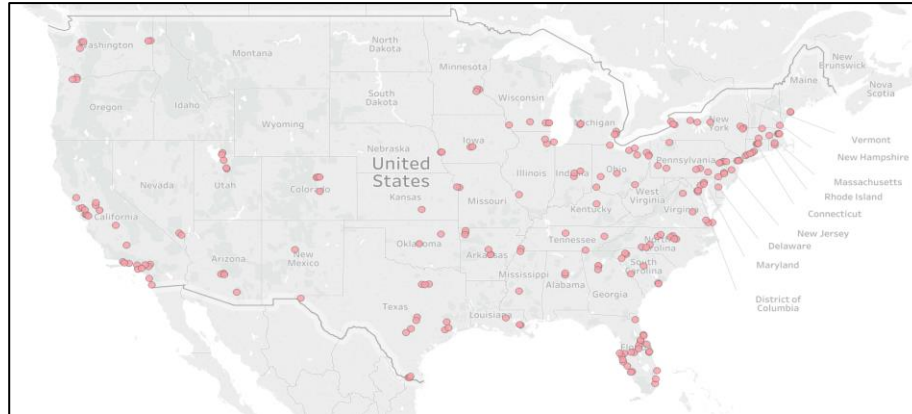 Washington
Montana
North
Dakota
Minnesota
Maine
New
Brunswick
Nova
Scotia
Oregon
Idaho
South
Dakota
Wisconsin
Michigan
New
York
Wyoming
Vermont
New Hampshire
Massachusetts
Rhode Island
Connecticut
New Jersey
Delaware
Maryland
District of
Columbia
Nebraska
Iowa
Illinois
Indiana
Ohio
Pennsylvania
United
States
Nevada
Utah
Colorado
Kansas
Missouri
West
Virginia
Virginia
Kentucky
California
Arizona
New
Mexico
Oklahoma
Arkansas
Tennessee
North
Carolina
South
Carolina
Mississippi
Alabama
Georgia
Texas
Louisiana